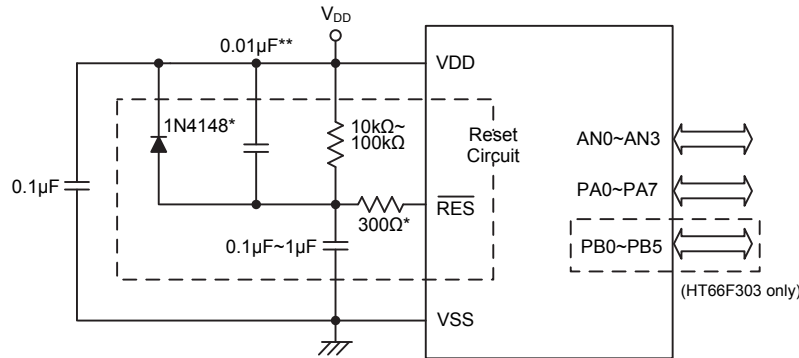 VDD
0.01µF**
VDD
1N4148*
10kΩ~
100kΩ
Reset
Circuit
AN0~AN3
0.1µF
PA0~PA7
300Ω*
RES
0.1µF~1µF
PB0~PB5
(HT66F303 only)
VSS